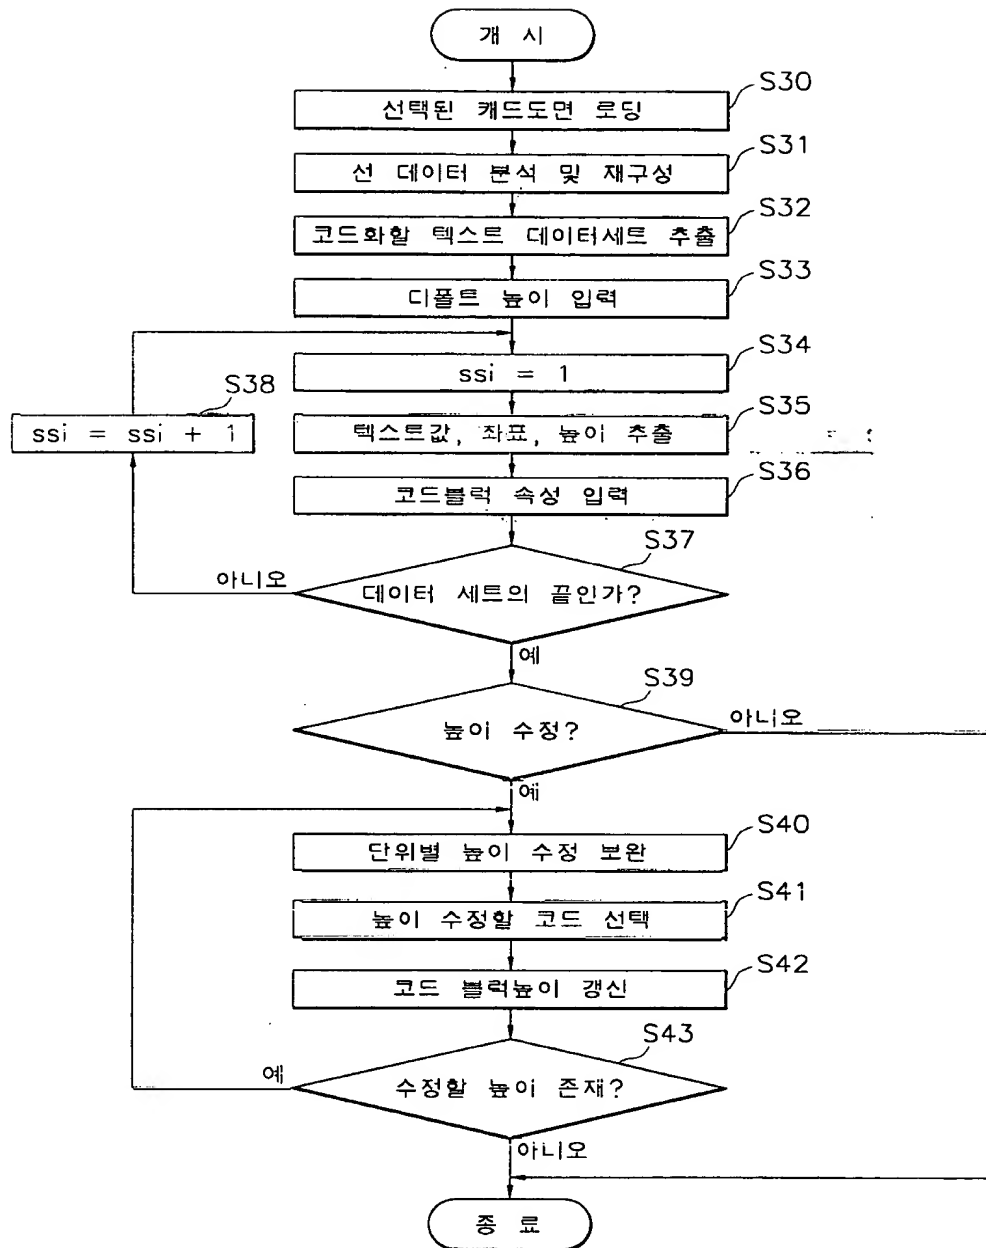 개 시
S30
선택된 캐드도면 로딩
S31
선 데이터 분석 및 재구성
S32
코드화할 텍스트 데이터세트 추출
S33
디폴트 높이 입력
S34
ssi = 1
S38
ssi = ssi + 1
S35
텍스트값, 좌표, 높이 추출
S36
코드블럭 속성 입력
S37
아니오
데이터 세트의 끝인가?
예
S39
높이 수정?
아니오
예
S40
단위별 높이 수정 보완
S41
높이 수정할 코드 선택
S42
코드 블럭높이 갱신
S43
예
수정할 높이 존재?
아니오
종 료